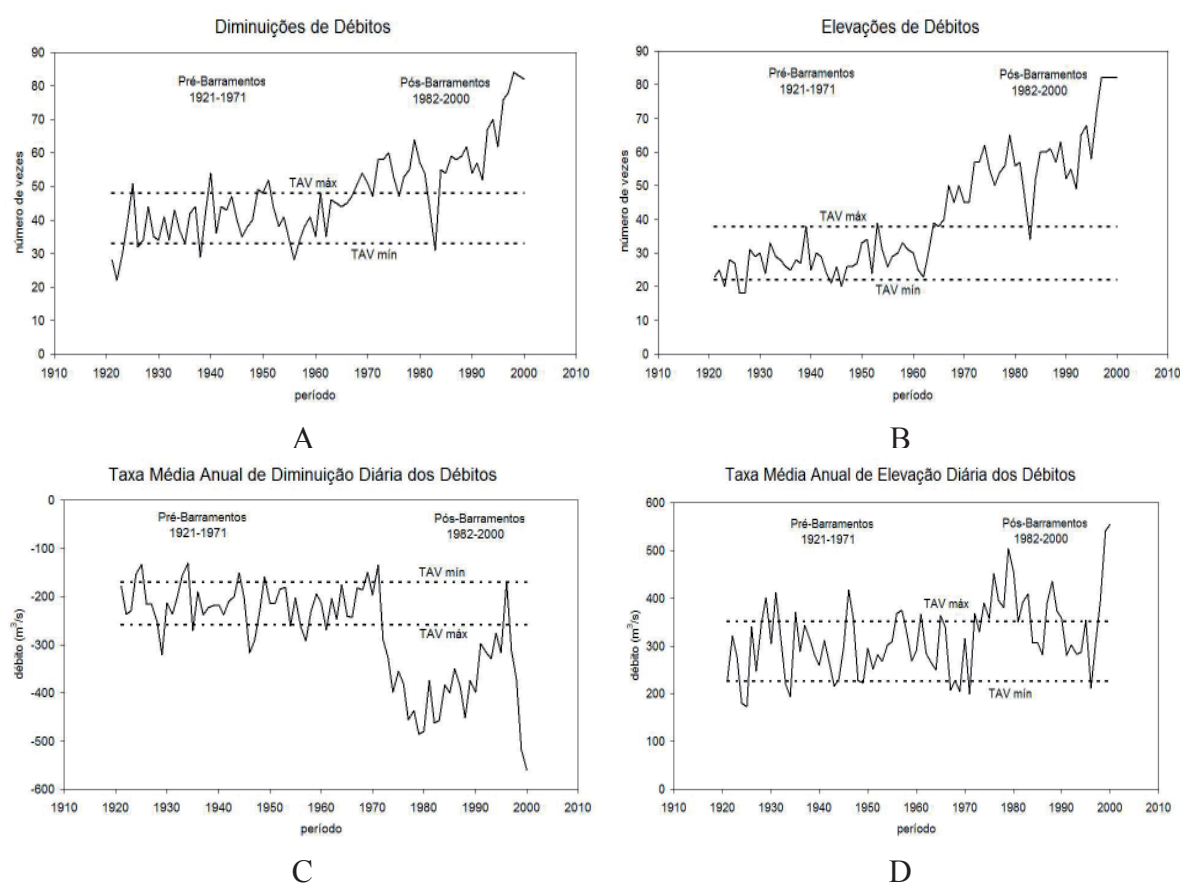 Diminuições de Débitos
90
80
70
60
50
40
30
20
10
0
número de vezes
Pré-Barramentos
1921-1971
Pós-Barramentos
1982-2000
TAV máx
TAV mín
1910 1920 1930 1940 1950 1960 1970 1980 1990 2000 2010
período
A
Elevações de Débitos
90
80
70
60
50
40
30
20
10
0
número de vezes
Pré-Barramentos
1921-1971
Pós-Barramentos
1982-2000
TAV máx
TAV mín
1910 1920 1930 1940 1950 1960 1970 1980 1990 2000 2010
período
B
Taxa Média Anual de Diminuição Diária dos Débitos
0
-100
-200
-300
-400
-500
-600
débito (m³/s)
Pré-Barramentos
1921-1971
Pós-Barramentos
1982-2000
TAV mín
TAV máx
1910 1920 1930 1940 1950 1960 1970 1980 1990 2000 2010
período
C
Taxa Média Anual de Elevação Diária dos Débitos
600
500
400
300
200
100
0
débito (m³/s)
Pré-Barramentos
1921-1971
Pós-Barramentos
1982-2000
TAV máx
TAV mín
1910 1920 1930 1940 1950 1960 1970 1980 1990 2000 2010
período
D